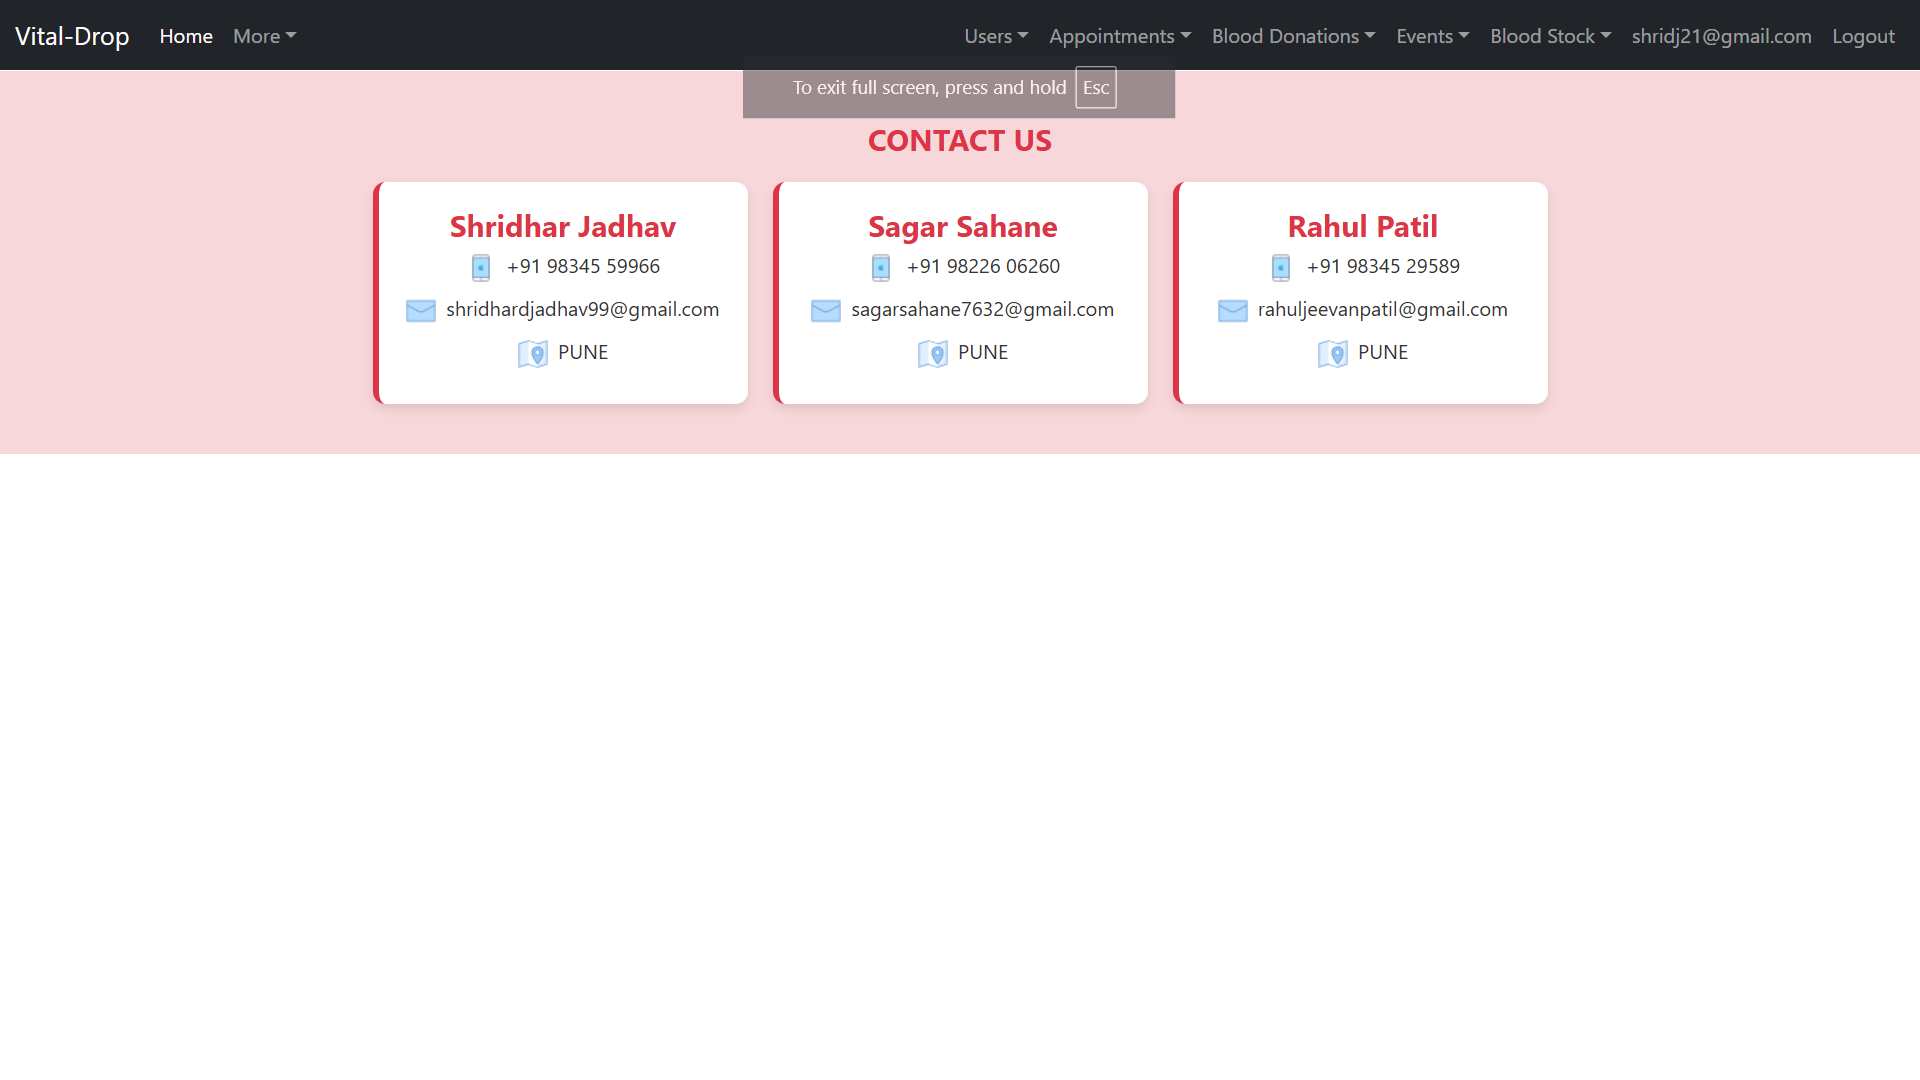 Vital-Drop Home More Users Appointments Blood Donations Events Blood Stock shridj21@gmail.com Logout
To exit full screen, press and hold Esc
CONTACT US
Shridhar Jadhav
+91 98345 59966
shridhardjadhav99@gmail.com
PUNE
Sagar Sahane
+91 98226 06260
sagarsahane7632@gmail.com
PUNE
Rahul Patil
+91 98345 29589
rahuljeevanpatil@gmail.com
PUNE